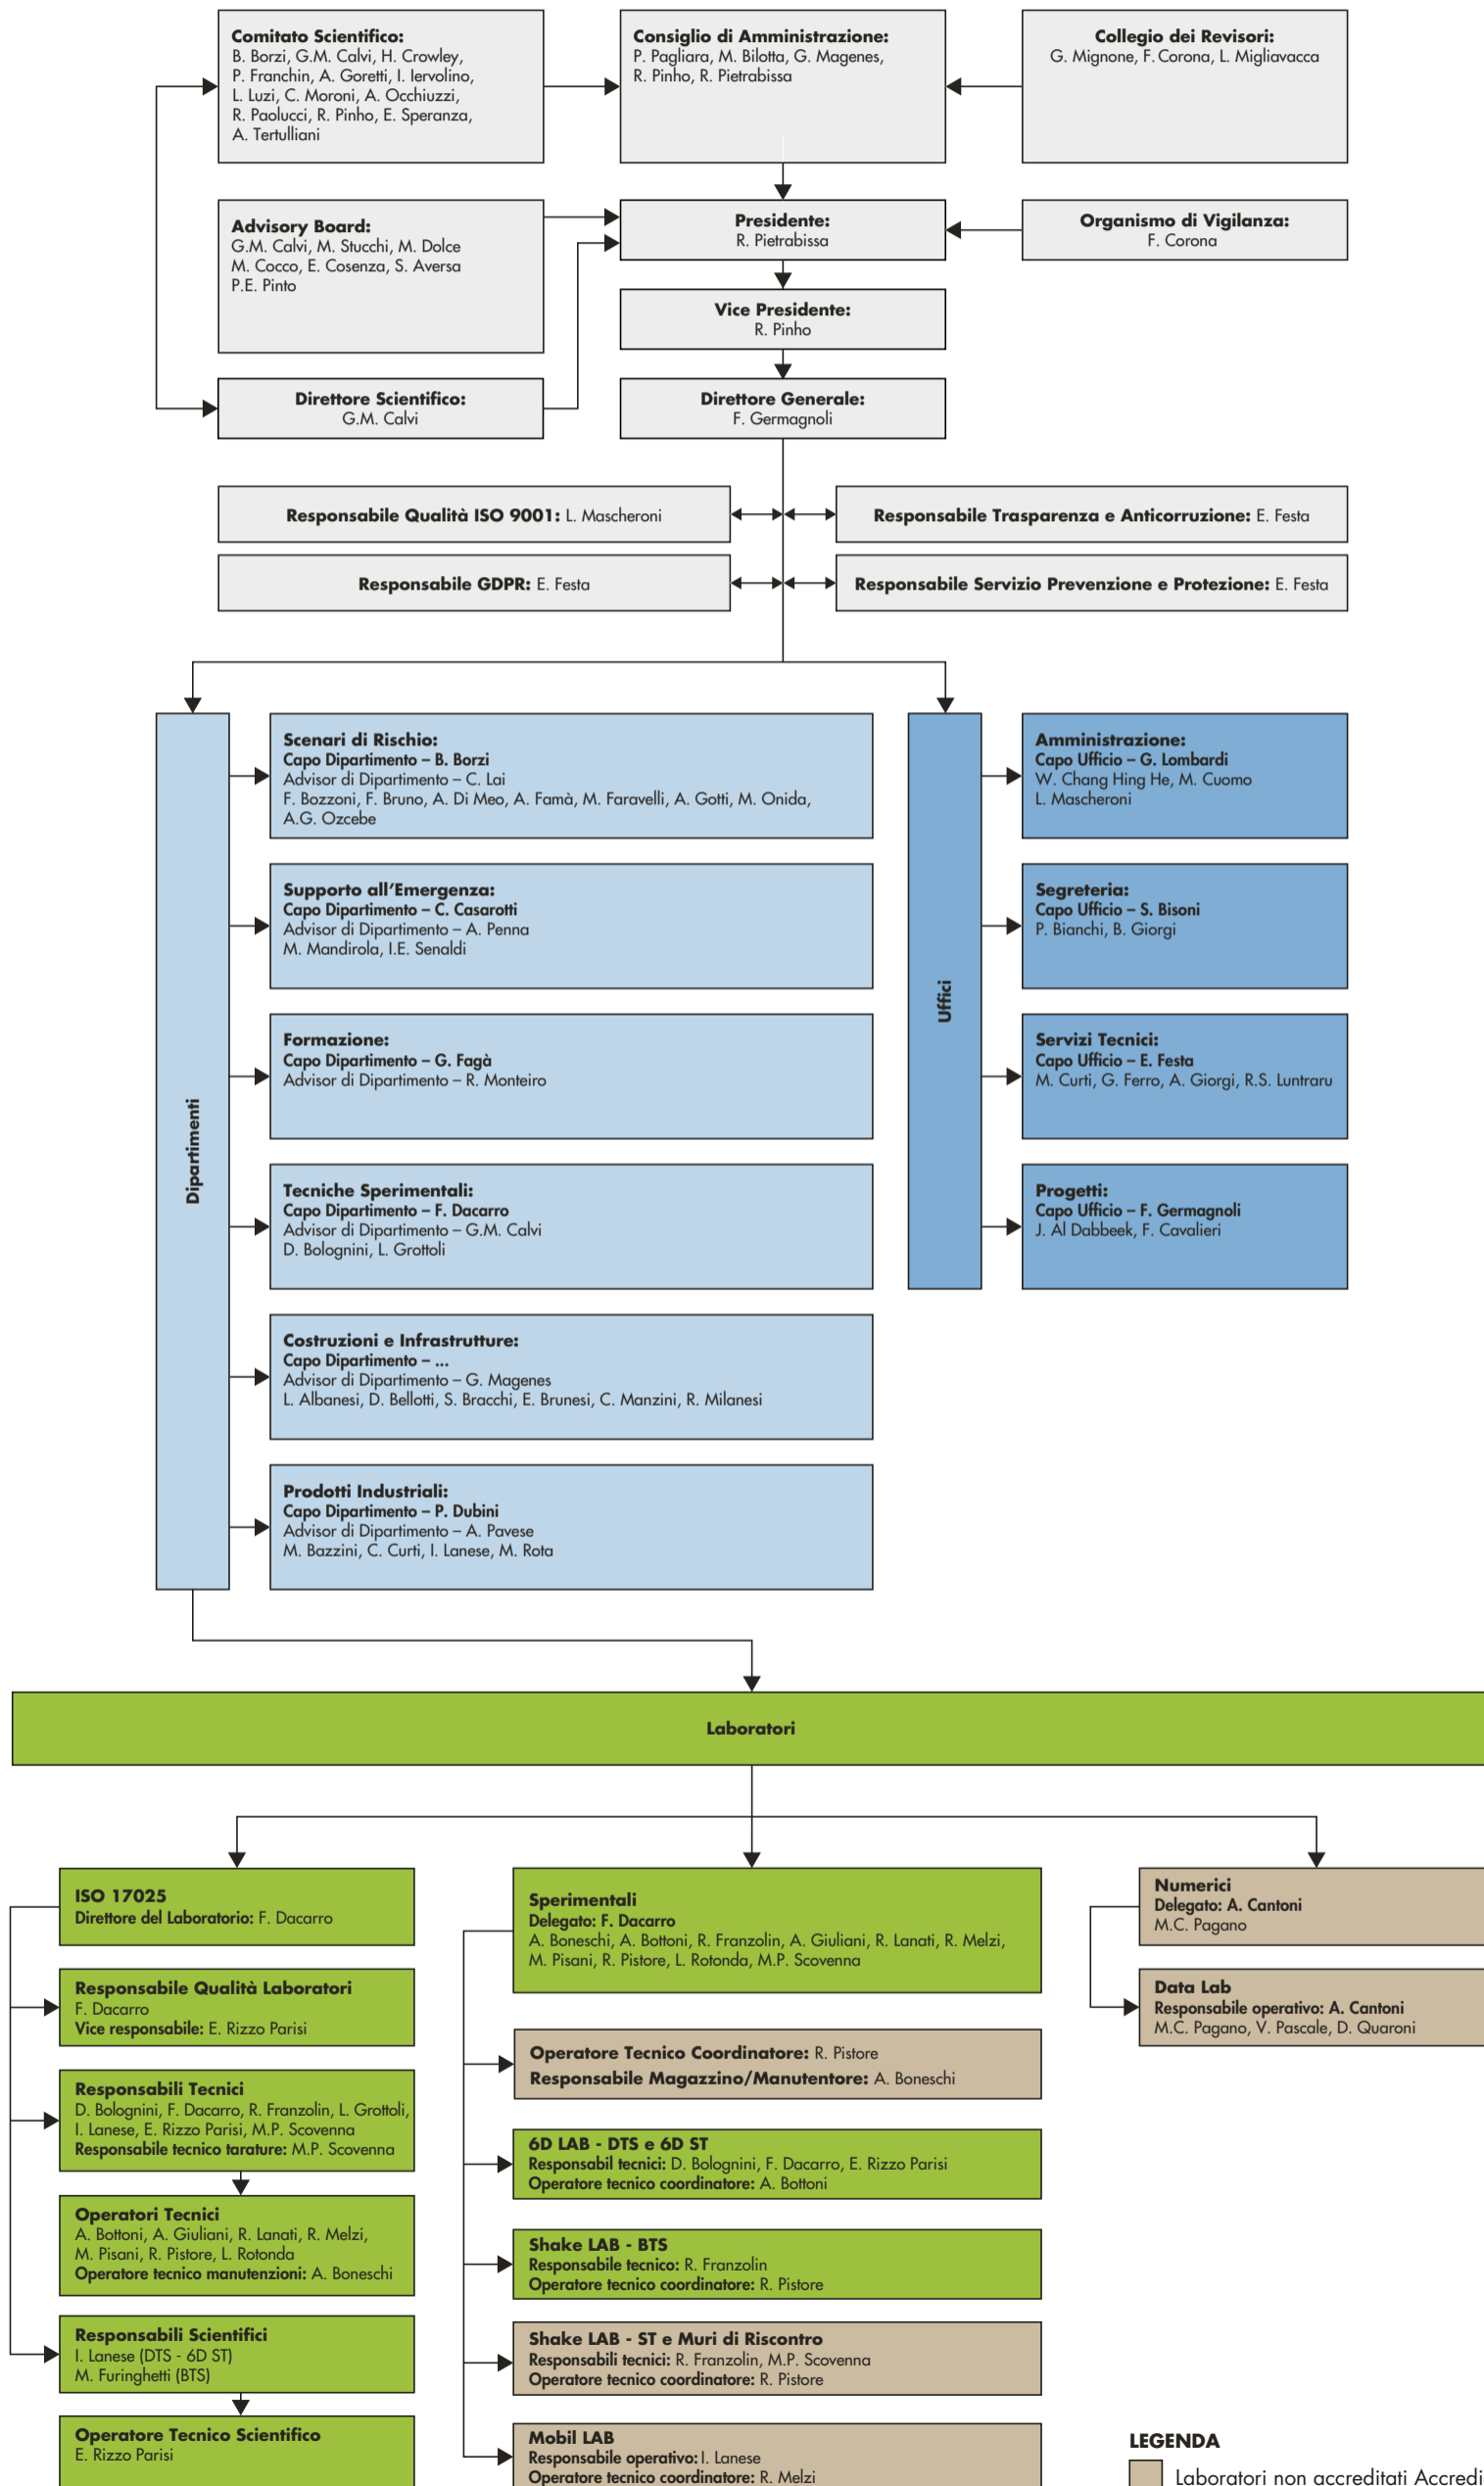 Comitato Scientifico:
B. Borzi, G.M. Calvi, H. Crowley,
P. Franchin, A. Goretti, I. Iervolino,
L. Luzi, C. Moroni, A. Occhiuzzi,
R. Paolucci, R. Pinho, E. Speranza,
A. Tertulliani
Consiglio di Amministrazione:
P. Pagliara, M. Bilotta, G. Magenes,
R. Pinho, R. Pietrabissa
Collegio dei Revisori:
G. Mignone, F. Corona, L. Migliavacca
Advisory Board:
G.M. Calvi, M. Stucchi, M. Dolce
M. Cocco, E. Cosenza, S. Aversa
P.E. Pinto
Presidente:
R. Pietrabissa
Organismo di Vigilanza:
F. Corona
Vice Presidente:
R. Pinho
Direttore Scientifico:
G.M. Calvi
Direttore Generale:
F. Germagnoli
Responsabile Qualità ISO 9001: L. Mascheroni
Responsabile Trasparenza e Anticorruzione: E. Festa
Responsabile GDPR: E. Festa
Responsabile Servizio Prevenzione e Protezione: E. Festa
Dipartimenti
Scenari di Rischio:
Capo Dipartimento – B. Borzi
Advisor di Dipartimento – C. Lai
F. Bozzoni, F. Bruno, A. Di Meo, A. Famà, M. Faravelli, A. Gotti, M. Onida,
A.G. Ozcebe
Supporto all'Emergenza:
Capo Dipartimento – C. Casarotti
Advisor di Dipartimento – A. Penna
M. Mandirola, I.E. Senaldi
Formazione:
Capo Dipartimento – G. Fagà
Advisor di Dipartimento – R. Monteiro
Tecniche Sperimentali:
Capo Dipartimento – F. Dacarro
Advisor di Dipartimento – G.M. Calvi
D. Bolognini, L. Grottoli
Costruzioni e Infrastrutture:
Capo Dipartimento – ...
Advisor di Dipartimento – G. Magenes
L. Albanesi, D. Bellotti, S. Bracchi, E. Brunesi, C. Manzini, R. Milanesi
Prodotti Industriali:
Capo Dipartimento – P. Dubini
Advisor di Dipartimento – A. Pavese
M. Bazzini, C. Curti, I. Lanese, M. Rota
Uffici
Amministrazione:
Capo Ufficio – G. Lombardi
W. Chang Hing He, M. Cuomo
L. Mascheroni
Segreteria:
Capo Ufficio – S. Bisoni
P. Bianchi, B. Giorgi
Servizi Tecnici:
Capo Ufficio – E. Festa
M. Curti, G. Ferro, A. Giorgi, R.S. Luntraru
Progetti:
Capo Ufficio – F. Germagnoli
J. Al Dabbeek, F. Cavalieri
Laboratori
ISO 17025
Direttore del Laboratorio: F. Dacarro
Responsabile Qualità Laboratori
F. Dacarro
Vice responsabile: E. Rizzo Parisi
Responsabili Tecnici
D. Bolognini, F. Dacarro, R. Franzolin, L. Grottoli,
I. Lanese, E. Rizzo Parisi, M.P. Scovenna
Responsabile tecnico tarature: M.P. Scovenna
Operatori Tecnici
A. Bottoni, A. Giuliani, R. Lanati, R. Melzi,
M. Pisani, R. Pistore, L. Rotonda
Operatore tecnico manutenzioni: A. Boneschi
Responsabili Scientifici
I. Lanese (DTS - 6D ST)
M. Furinghetti (BTS)
Operatore Tecnico Scientifico
E. Rizzo Parisi
Sperimentali
Delegato: F. Dacarro
A. Boneschi, A. Bottoni, R. Franzolin, A. Giuliani, R. Lanati, R. Melzi,
M. Pisani, R. Pistore, L. Rotonda, M.P. Scovenna
Operatore Tecnico Coordinatore: R. Pistore
Responsabile Magazzino/Manutentore: A. Boneschi
6D LAB - DTS e 6D ST
Responsabil tecnici: D. Bolognini, F. Dacarro, E. Rizzo Parisi
Operatore tecnico coordinatore: A. Bottoni
Shake LAB - BTS
Responsabile tecnico: R. Franzolin
Operatore tecnico coordinatore: R. Pistore
Shake LAB - ST e Muri di Riscontro
Responsabili tecnici: R. Franzolin, M.P. Scovenna
Operatore tecnico coordinatore: R. Pistore
Mobil LAB
Responsabile operativo: I. Lanese
Operatore tecnico coordinatore: R. Melzi
Numerici
Delegato: A. Cantoni
M.C. Pagano
Data Lab
Responsabile operativo: A. Cantoni
M.C. Pagano, V. Pascale, D. Quaroni
LEGENDA
Laboratori non accreditati